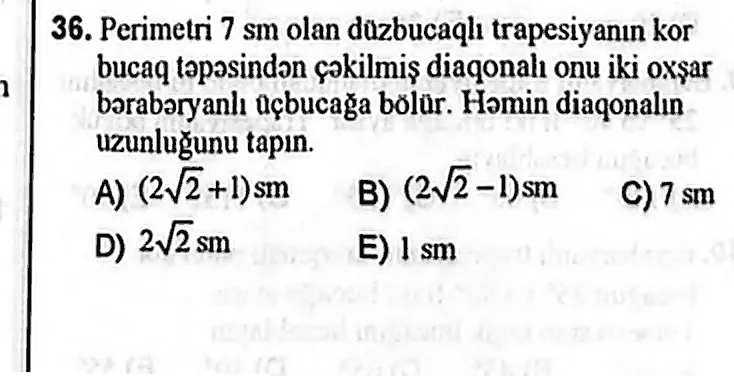 36. Perimetri 7 sm olan düzbucaqlı trapesiyanın kor
bucaq təpəsindən çəkilmiş diaqonalı onu iki oxşar
bərabəryanlı üçbucağa bölür. Həmin diaqonalın
uzunluğunu tapın.
A) (2√2+1) sm B) (2√2−1) sm C) 7 sm
D) 2√2 sm E) 1 sm